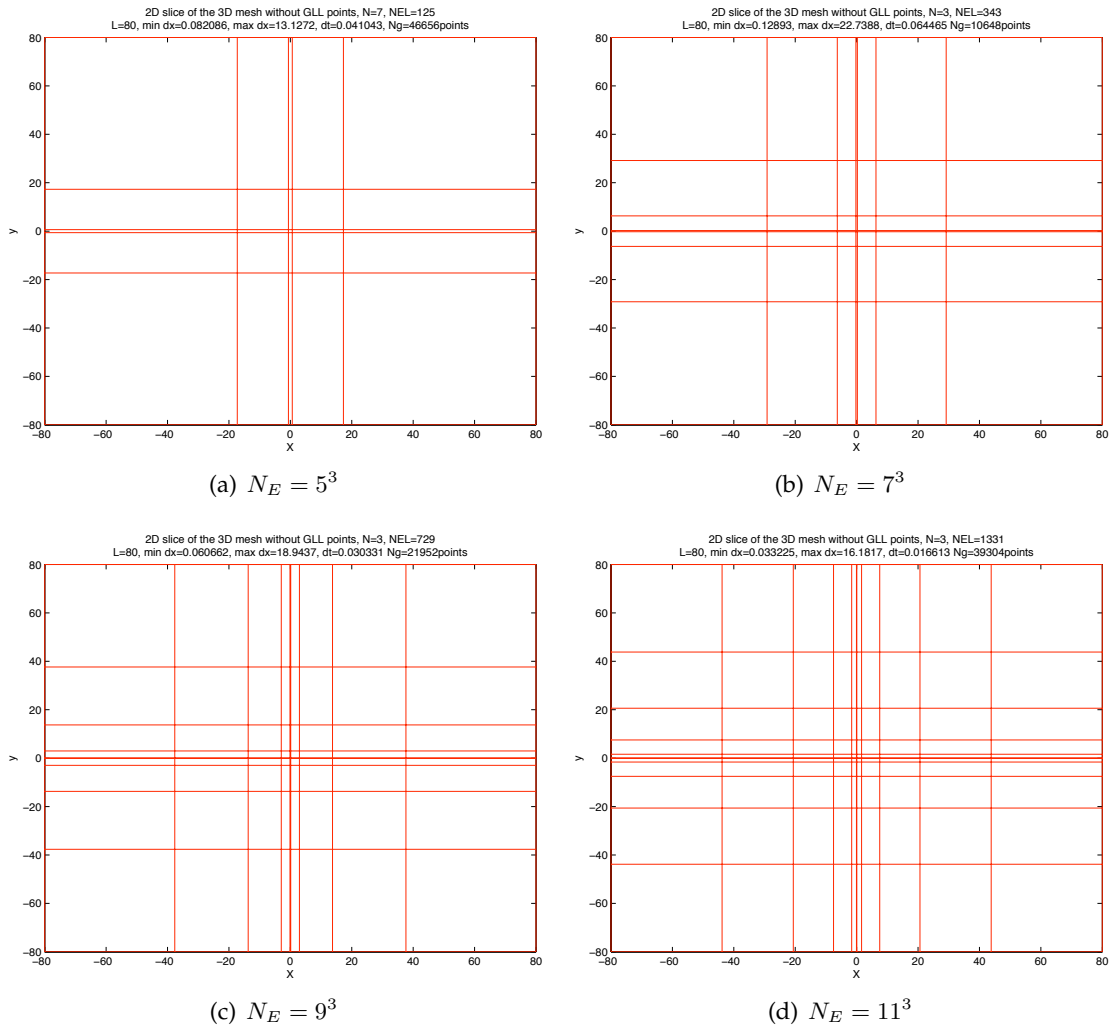 2D slice of the 3D mesh without GLL points, N=7, NEL=125
L=80, min dx=0.082086, max dx=13.1272, dt=0.041043, Ng=46656points
80
60
40
20
0
−20
−40
−60
−80
y
−80 −60 −40 −20 0 20 40 60 80
X
(a) N_E = 5^3
2D slice of the 3D mesh without GLL points, N=3, NEL=343
L=80, min dx=0.12893, max dx=22.7388, dt=0.064465 Ng=10648points
80
60
40
20
0
−20
−40
−60
−80
y
−80 −60 −40 −20 0 20 40 60 80
X
(b) N_E = 7^3
2D slice of the 3D mesh without GLL points, N=3, NEL=729
L=80, min dx=0.060662, max dx=18.9437, dt=0.030331 Ng=21952points
80
60
40
20
0
−20
−40
−60
−80
y
−80 −60 −40 −20 0 20 40 60 80
X
(c) N_E = 9^3
2D slice of the 3D mesh without GLL points, N=3, NEL=1331
L=80, min dx=0.033225, max dx=16.1817, dt=0.016613 Ng=39304points
80
60
40
20
0
−20
−40
−60
−80
y
−80 −60 −40 −20 0 20 40 60 80
X
(d) N_E = 11^3